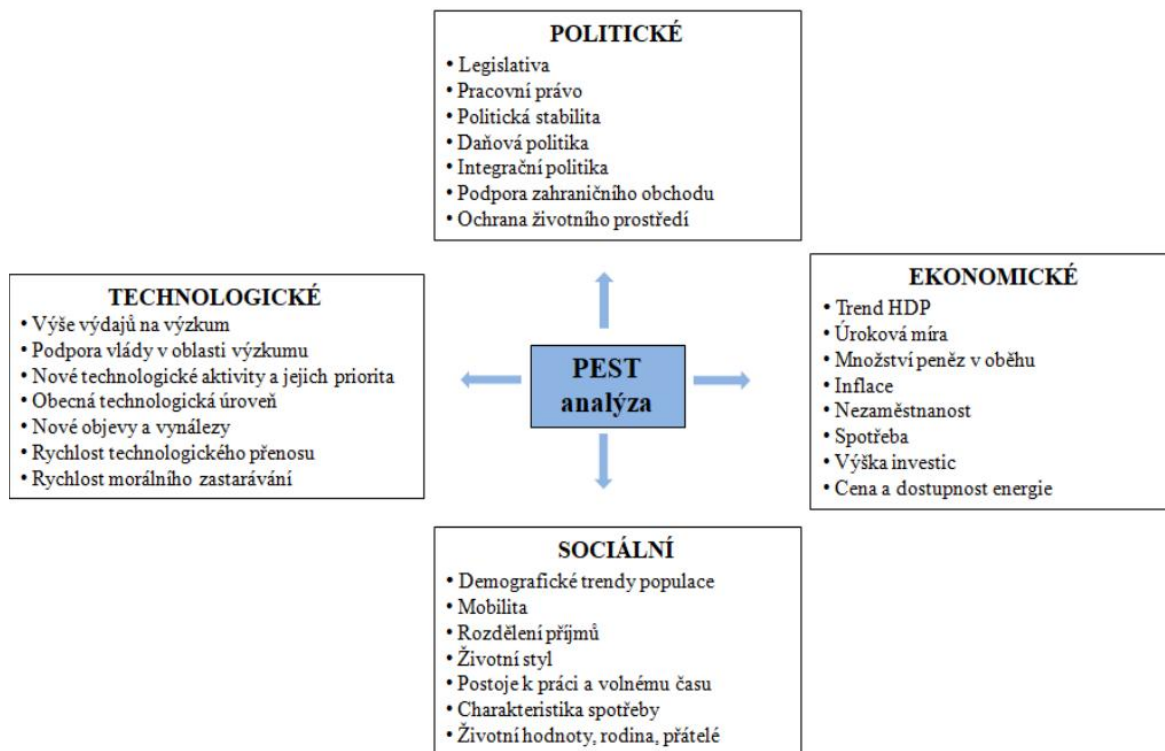 POLITICKÉ
• Legislativa
• Pracovní právo
• Politická stabilita
• Daňová politika
• Integrační politika
• Podpora zahraničního obchodu
• Ochrana životního prostředí
TECHNOLOGICKÉ
• Výše výdajů na výzkum
• Podpora vlády v oblasti výzkumu
• Nové technologické aktivity a jejich priorita
• Obecná technologická úroveň
• Nové objevy a vynálezy
• Rychlost technologického přenosu
• Rychlost morálního zastarávání
PEST
analýza
EKONOMICKÉ
• Trend HDP
• Úroková míra
• Množství peněz v oběhu
• Inflace
• Nezaměstnanost
• Spotřeba
• Výška investic
• Cena a dostupnost energie
SOCIÁLNÍ
• Demografické trendy populace
• Mobilita
• Rozdělení příjmů
• Životní styl
• Postoje k práci a volnému času
• Charakteristika spotřeby
• Životní hodnoty, rodina, přátelé